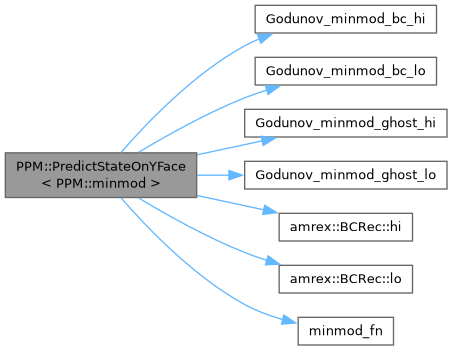 Godunov_minmod_bc_hi
Godunov_minmod_bc_lo
Godunov_minmod_ghost_hi
PPM::PredictStateOnYFace
< PPM::minmod >
Godunov_minmod_ghost_lo
amrex::BCRec::hi
amrex::BCRec::lo
minmod_fn